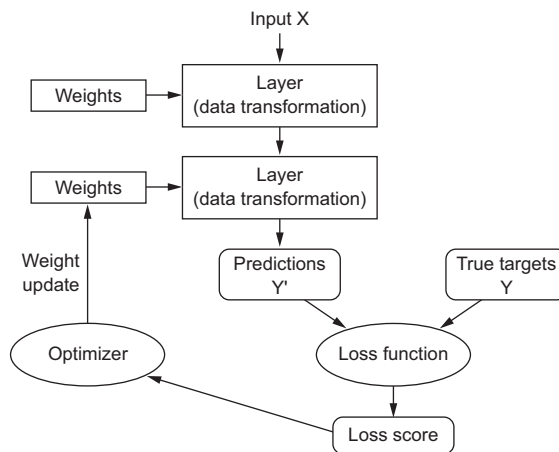 Input X
Weights
Layer
(data transformation)
Weights
Layer
(data transformation)
Weight
update
Predictions
Y'
True targets
Y
Optimizer
Loss function
Loss score